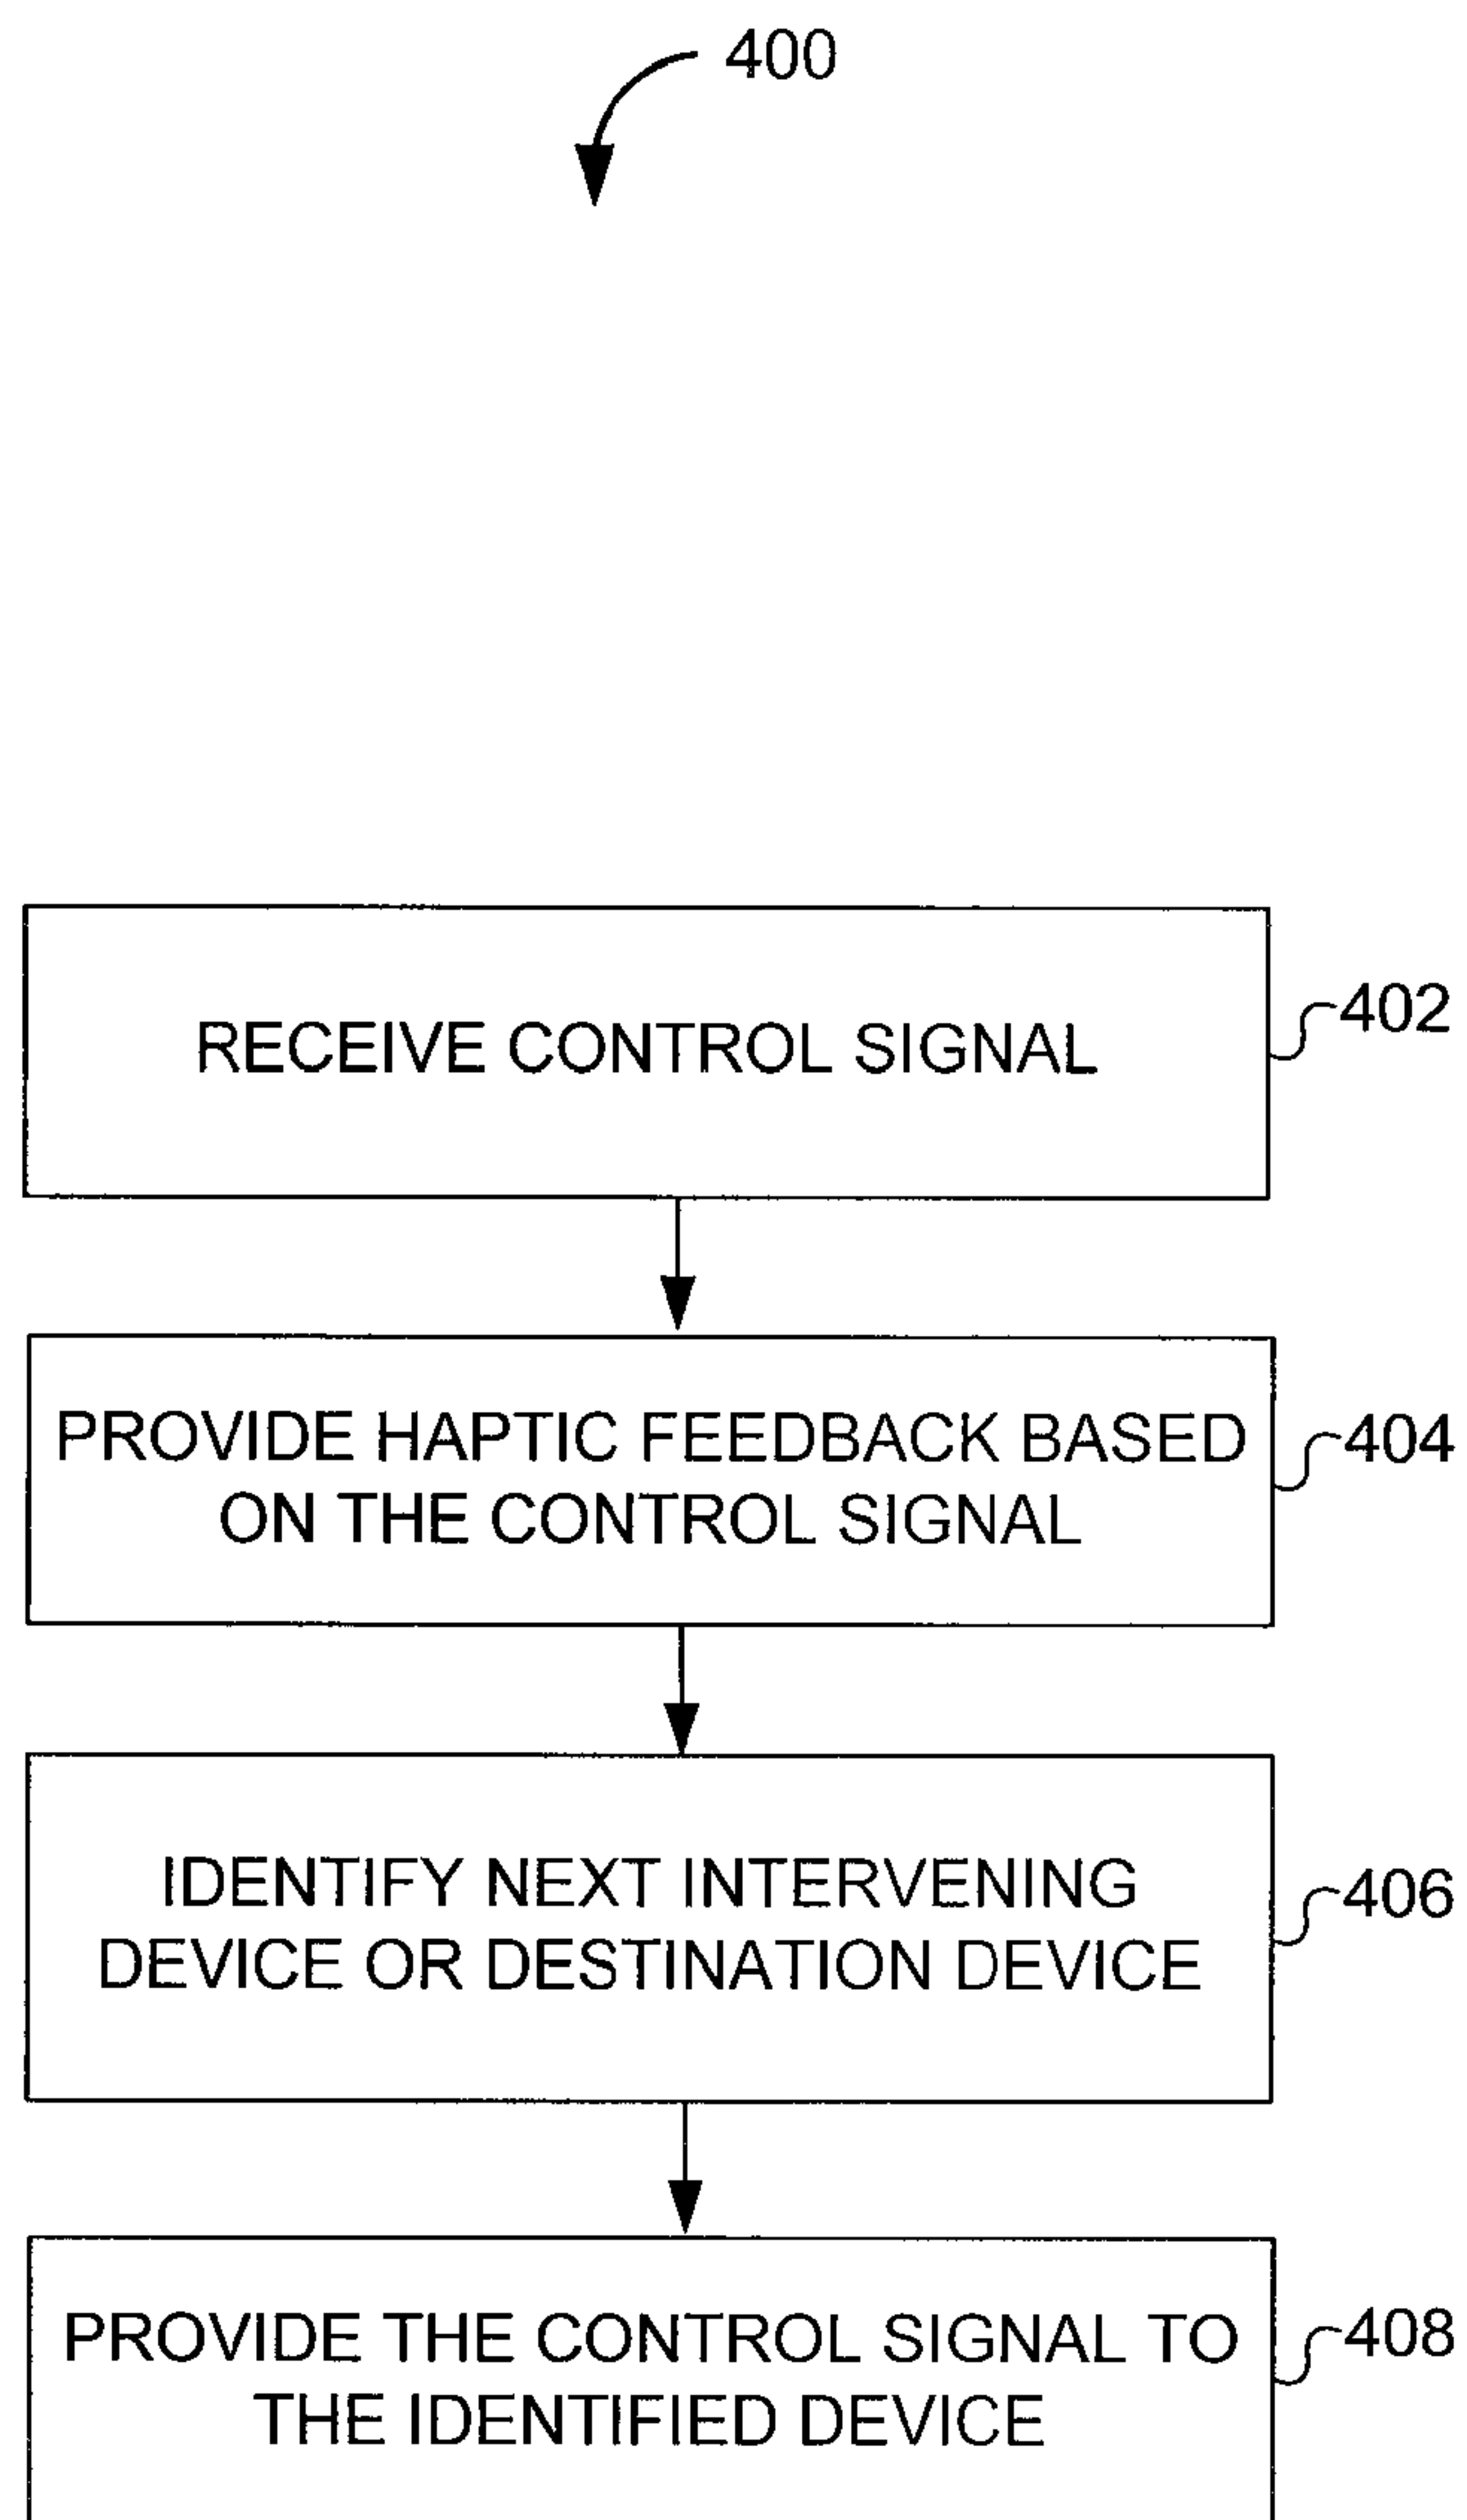 400
RECEIVE CONTROL SIGNAL
402
PROVIDE HAPTIC FEEDBACK BASED
ON THE CONTROL SIGNAL
404
IDENTIFY NEXT INTERVENING
DEVICE OR DESTINATION DEVICE
406
PROVIDE THE CONTROL SIGNAL TO
THE IDENTIFIED DEVICE
408